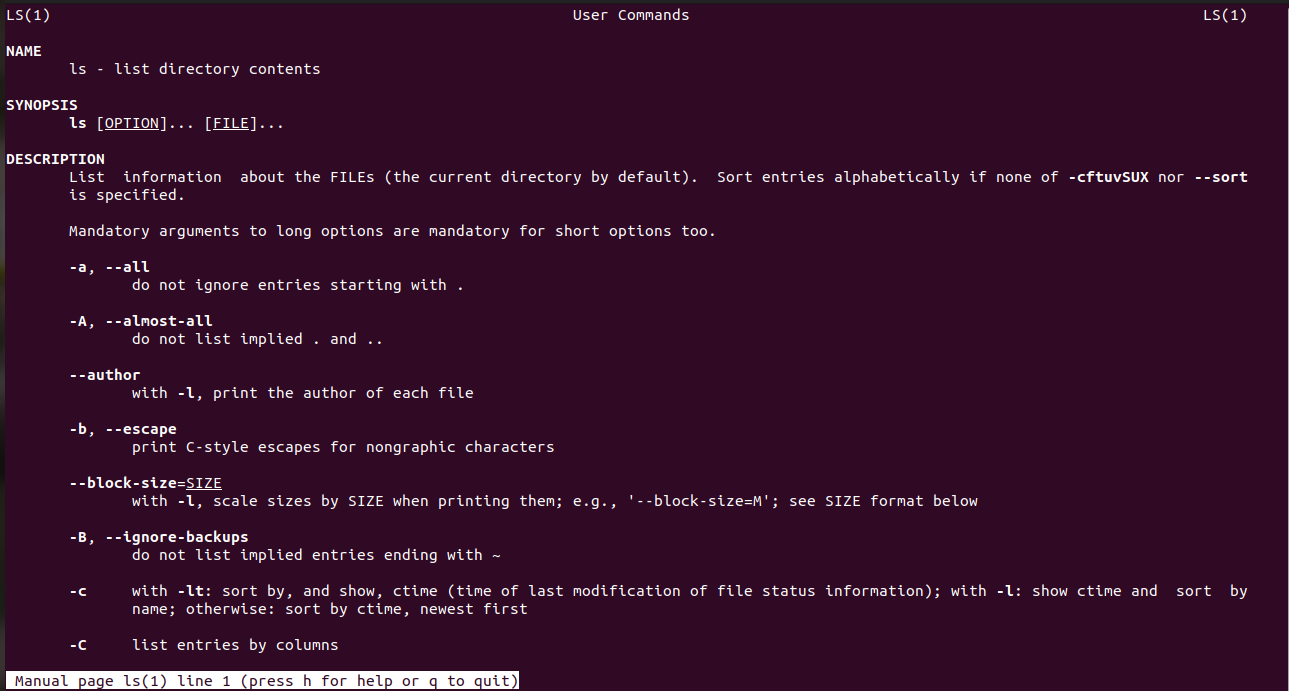 LS(1) User Commands LS(1)
NAME
ls - list directory contents
SYNOPSIS
ls [OPTION]... [FILE]...
DESCRIPTION
List information about the FILEs (the current directory by default). Sort entries alphabetically if none of -cftuvSUX nor --sort
is specified.
Mandatory arguments to long options are mandatory for short options too.
-a, --all
do not ignore entries starting with .
-A, --almost-all
do not list implied . and ..
--author
with -l, print the author of each file
-b, --escape
print C-style escapes for nongraphic characters
--block-size=SIZE
with -l, scale sizes by SIZE when printing them; e.g., '--block-size=M'; see SIZE format below
-B, --ignore-backups
do not list implied entries ending with ~
-c with -lt: sort by, and show, ctime (time of last modification of file status information); with -l: show ctime and sort by
name; otherwise: sort by ctime, newest first
-C list entries by columns
Manual page ls(1) line 1 (press h for help or q to quit)